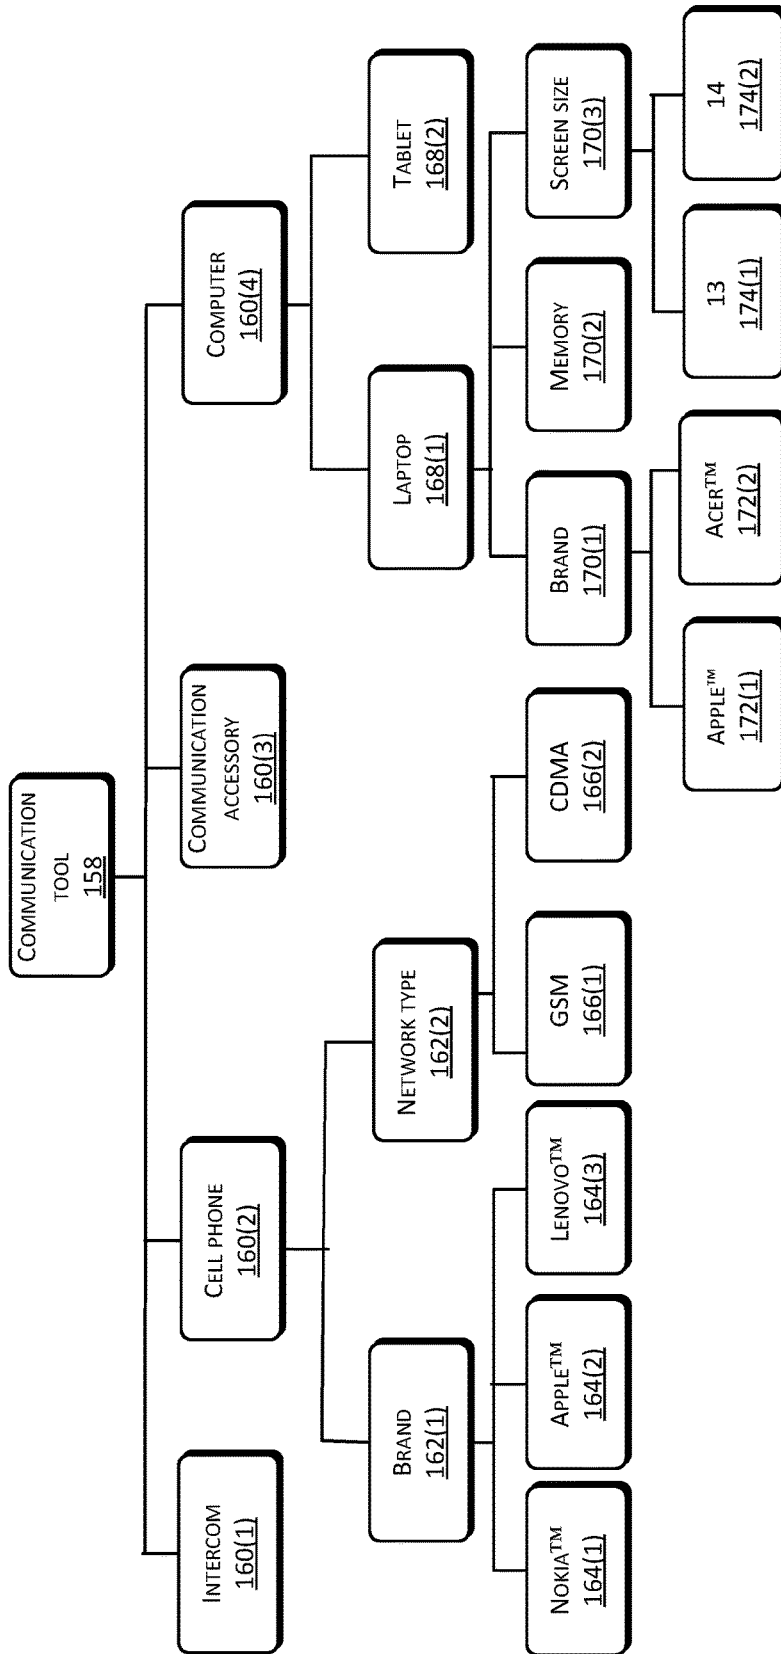 COMMUNICATION
TOOL
158
INTERCOM
160(1)
CELL PHONE
160(2)
COMMUNICATION
ACCESSORY
160(3)
COMPUTER
160(4)
BRAND
162(1)
NETWORK TYPE
162(2)
LAPTOP
168(1)
TABLET
168(2)
NOKIA™
164(1)
APPLE™
164(2)
LENOVO™
164(3)
GSM
166(1)
CDMA
166(2)
BRAND
170(1)
MEMORY
170(2)
SCREEN SIZE
170(3)
APPLE™
172(1)
ACER™
172(2)
13
174(1)
14
174(2)